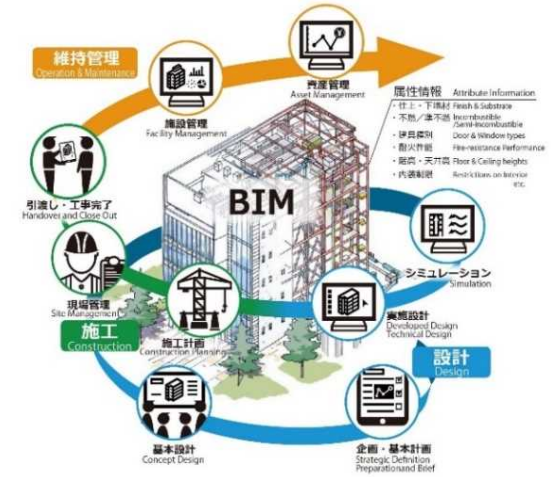 維持管理
Operation & Maintenance
資産管理
Asset Management
施設管理
Facility Management
属性情報 Attribute Information
・仕上・下地材 Finish & Substrate
・不燃／準不燃 Incombustible
/Semi-incombustible
・建具種別 Door & Window types
・耐火性能 Fire-resistance Performance
・階高・天井高 Floor & Ceiling heights
・内装制限 Restrictions on Interior
etc.
BIM
引渡し・工事完了
Handover and Close Out
シミュレーション
Simulation
現場管理
Site Management
施工
Construction
施工計画
Construction Planning
実施設計
Developed Design
Technical Design
設計
Design
基本設計
Concept Design
企画・基本計画
Strategic Definition
Preparation and Brief